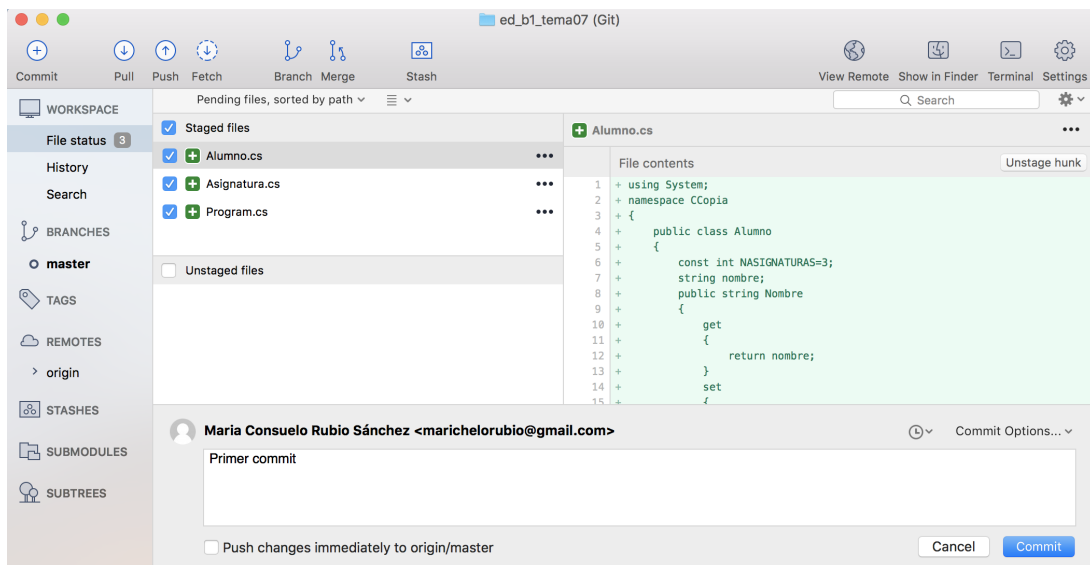 ed_b1_tema07 (Git)
Commit Pull Push Fetch Branch Merge Stash View Remote Show in Finder Terminal Settings
WORKSPACE
File status 3
History
Search
BRANCHES
master
TAGS
REMOTES
origin
STASHES
SUBMODULES
SUBTREES
Pending files, sorted by path
Search
Staged files
Alumno.cs
Asignatura.cs
Program.cs
Unstaged files
Alumno.cs
File contents Unstage hunk
1 + using System;
2 + namespace CCopia
3 + {
4 + public class Alumno
5 + {
6 + const int NASIGNATURAS=3;
7 + string nombre;
8 + public string Nombre
9 + {
10 + get
11 + {
12 + return nombre;
13 + }
14 + set
15 + {
Maria Consuelo Rubio Sánchez <marichelorubio@gmail.com>
Commit Options...
Primer commit
Push changes immediately to origin/master
Cancel Commit